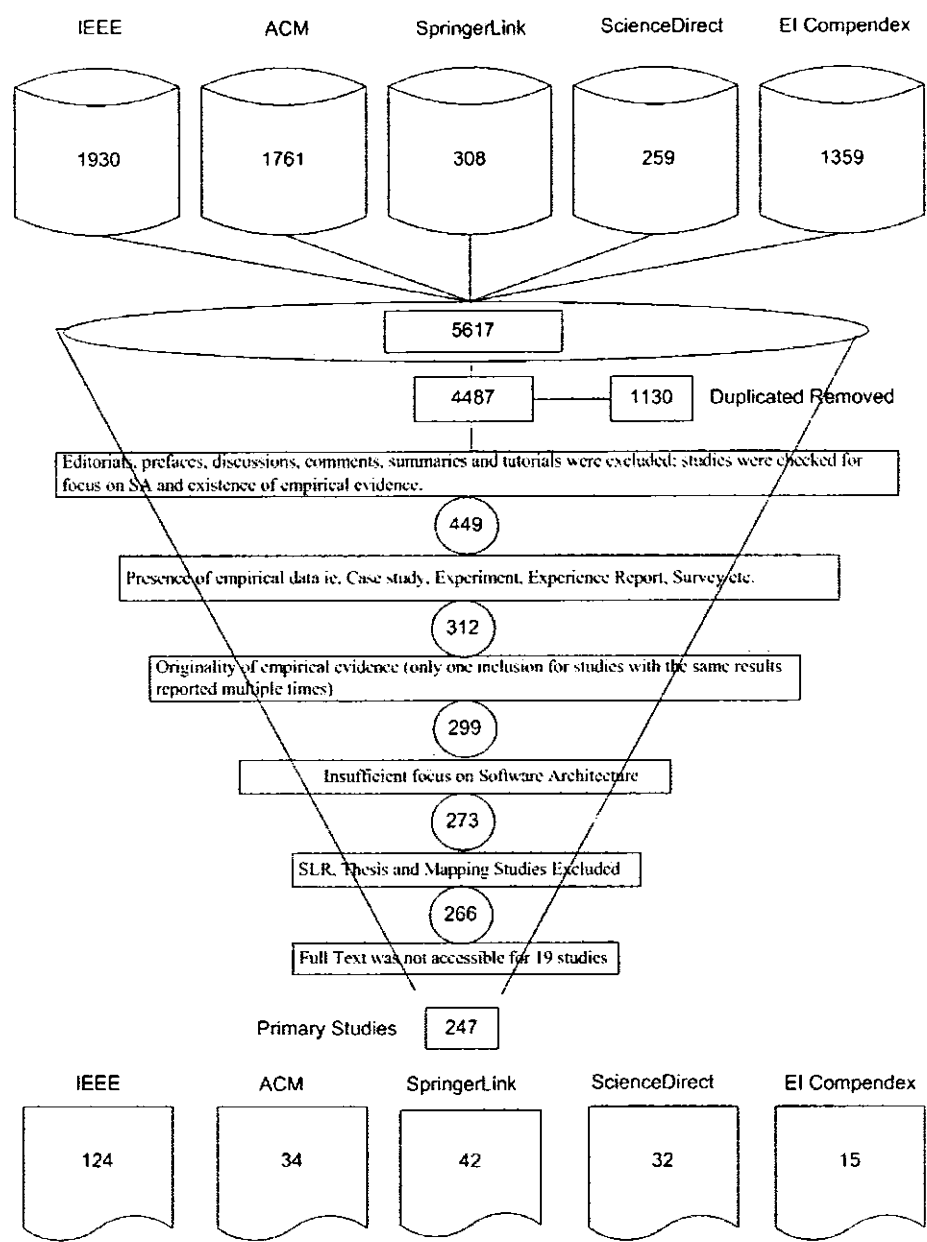 IEEE
ACM
SpringerLink
ScienceDirect
EI Compendex
1930
1761
308
259
1359
5617
4487
1130
Duplicated Removed
Editorials, prefaces, discussions, comments, summaries and tutorials were excluded; studies were checked for
focus on SA and existence of empirical evidence.
449
Presence of empirical data ie. Case study, Experiment, Experience Report, Survey etc.
312
Originality of empirical evidence (only one inclusion for studies with the same results
reported multiple times)
299
Insufficient focus on Software Architecture
273
SLR, Thesis and Mapping Studies Excluded
266
Full Text was not accessible for 19 studies
Primary Studies
247
IEEE
ACM
SpringerLink
ScienceDirect
EI Compendex
124
34
42
32
15